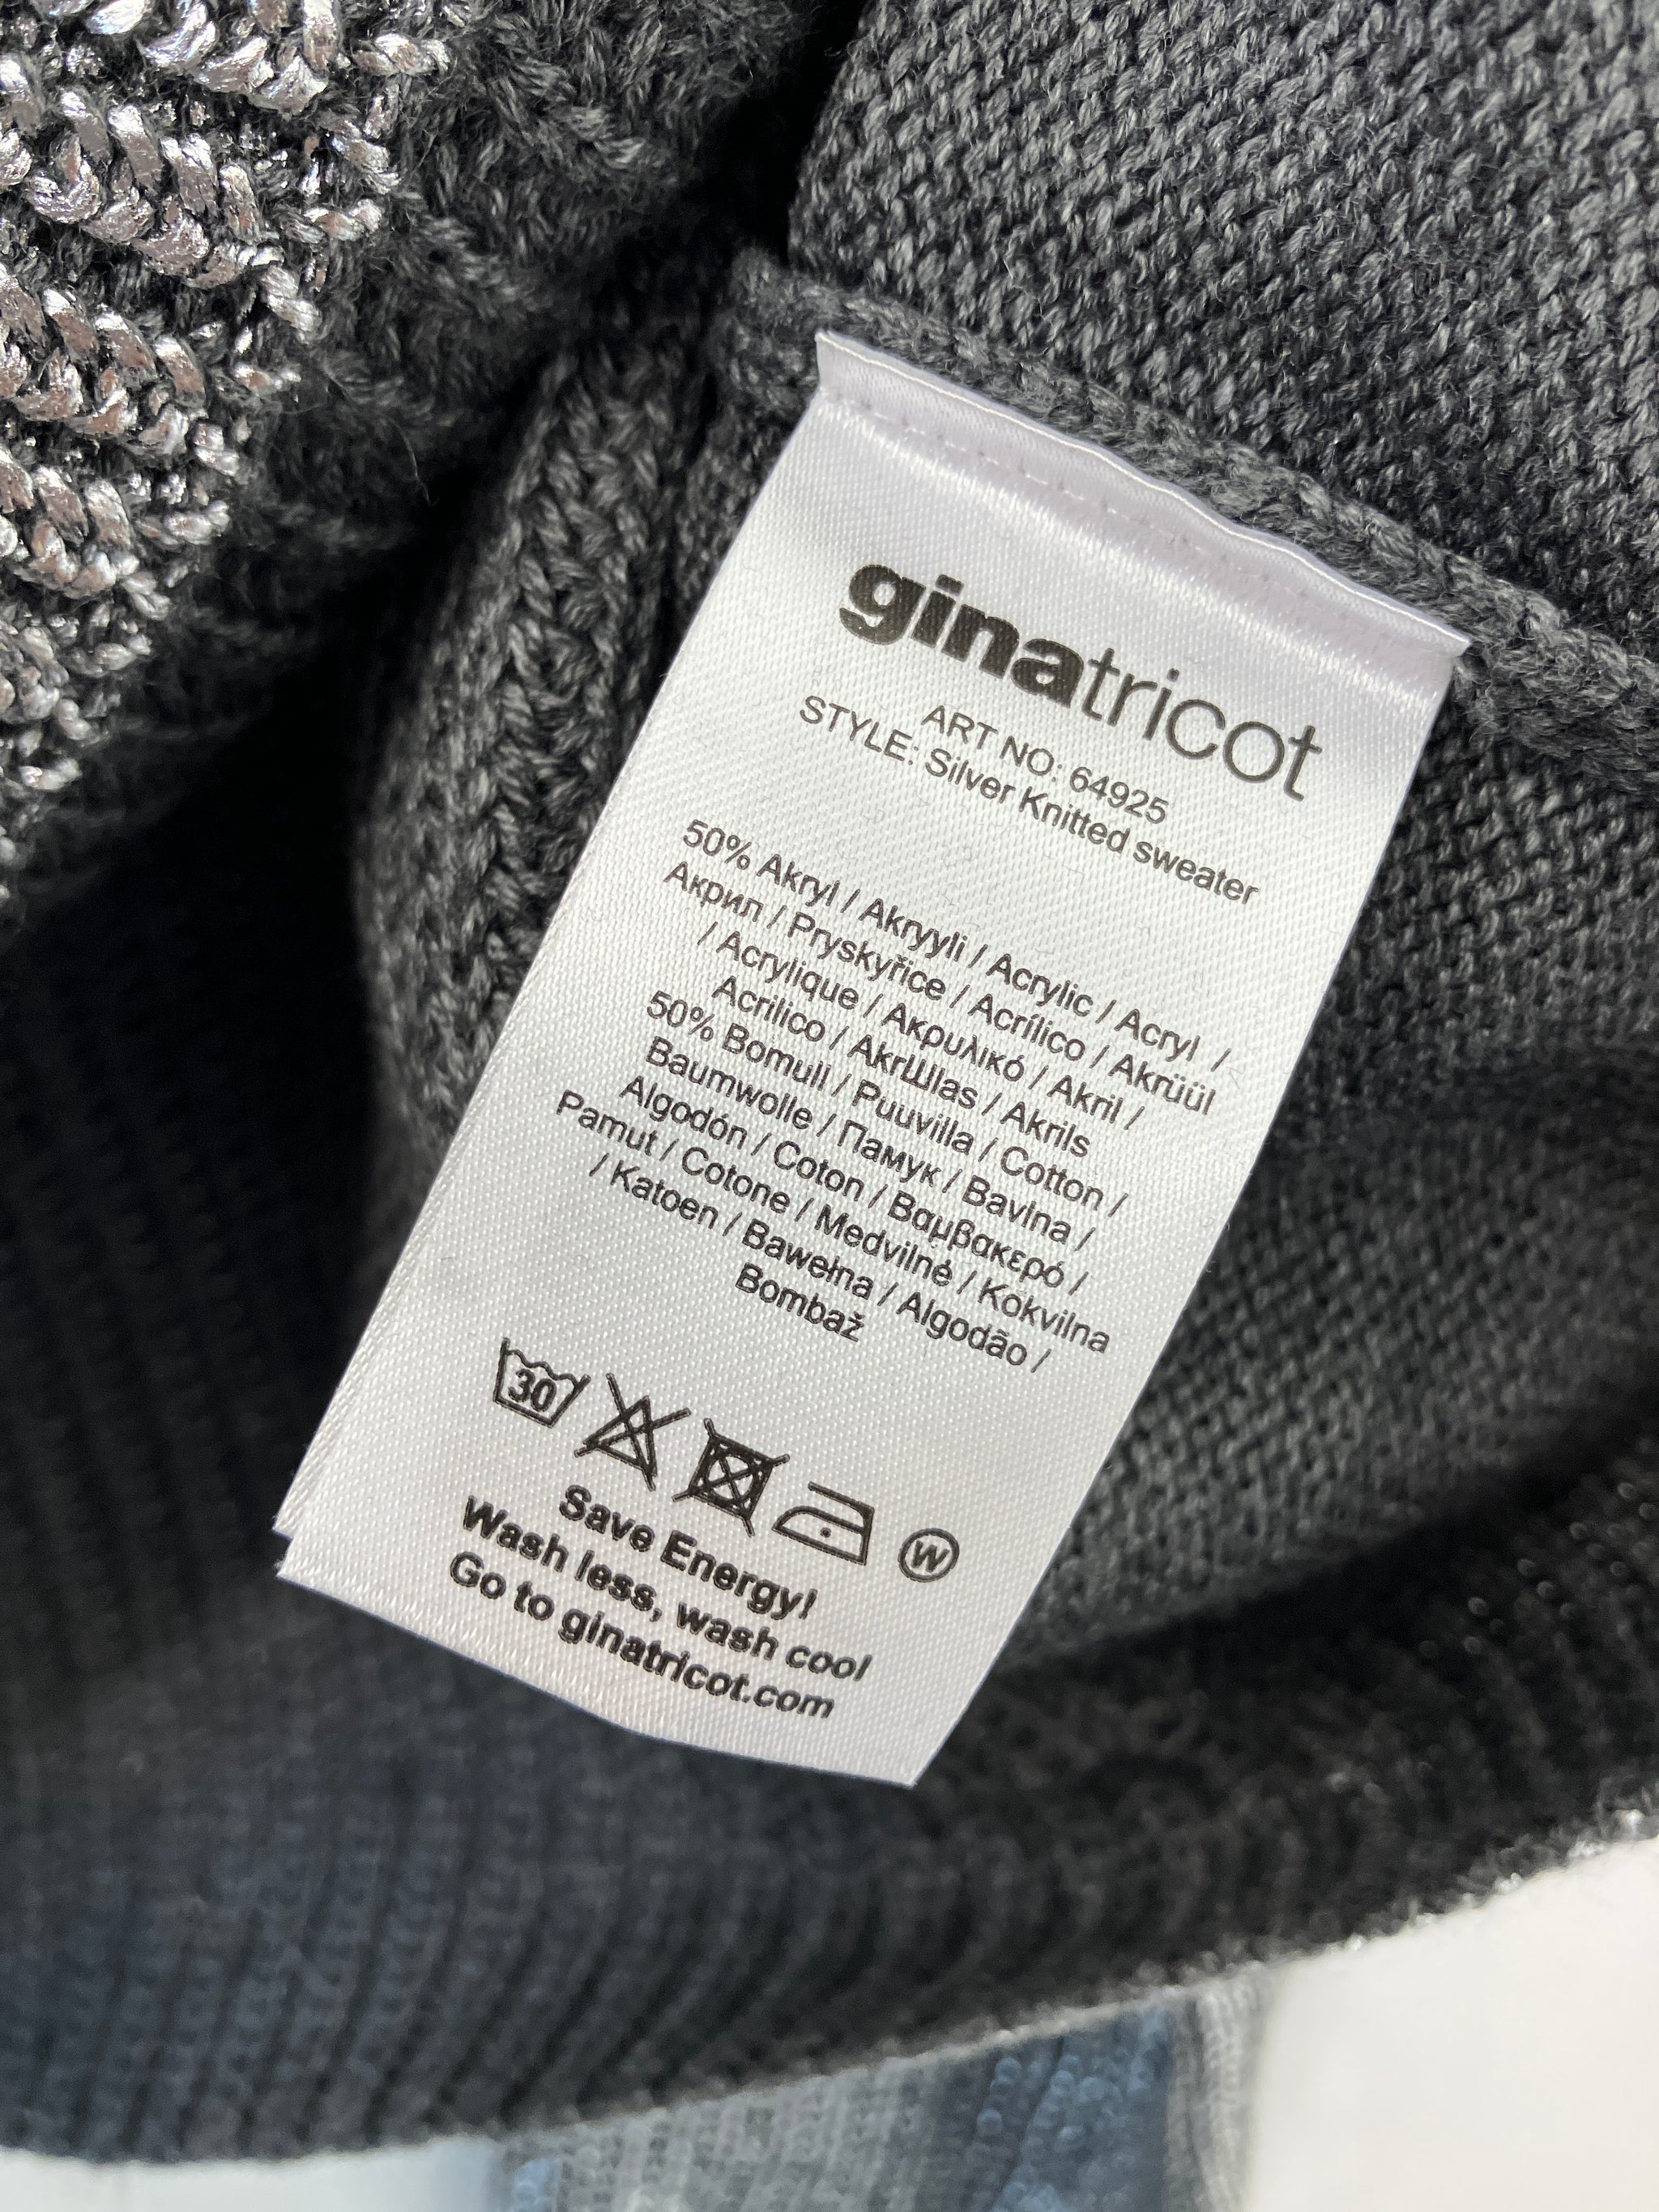 ginatricot
ART NO: 64925
STYLE: Silver Knitted sweater
50% Akryl / Akryyli / Acrylic / Acryl /
Акрил / Pryskyřice / Acrílico / Akrüül
/ Acrylique / Ακρυλικό / Akril /
Acrilico / AkrШlas / Akrils
50% Bomull / Puuvilla / Cotton /
Baumwolle / Памук / Bavlna /
Algodón / Coton / Βαμβακερό /
Pamut / Cotone / Medvilnė / Kokvilna
/ Katoen / Bawełna / Algodão /
Bombaž
30 W
Save Energy!
Wash less, wash cool
Go to ginatricot.com